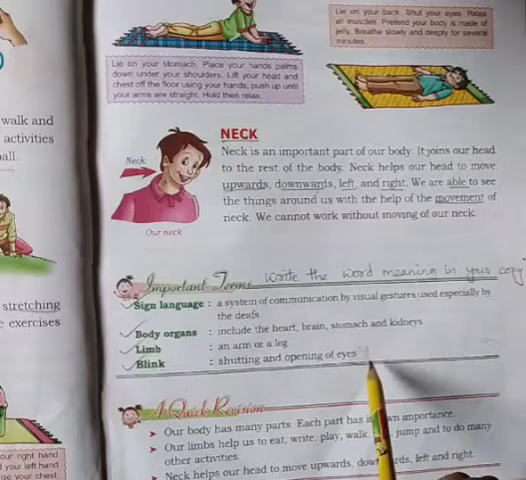 Lie on your back. Shut your eyes. Relax
all muscles. Pretend your body is made of
jelly. Breathe slowly and deeply for several
minutes.
Lie on your stomach. Place your hands palms
down under your shoulders. Lift your head and
chest off the floor using your hands; push up until
your arms are straight. Hold then relax.
walk and
activities
all.
stretching
exercises
our right hand
your left hand
se your chest.
NECK
Neck is an important part of our body. It joins our head
to the rest of the body. Neck helps our head to move
upwards, downwards, left, and right. We are able to see
the things around us with the help of the movement of
neck. We cannot work without moving of our neck.
Neck
Our neck
Important Terms write the word meaning in your copy
Sign language : a system of communication by visual gestures used especially by
the deafs
Body organs : include the heart, brain, stomach and kidneys
Limb : an arm or a leg
Blink : shutting and opening of eyes
A Quick Revision
Our body has many parts. Each part has its own importance.
Our limbs help us to eat, write, play, walk, jump and to do many
other activities.
Neck helps our head to move upwards, downwards, left and right.